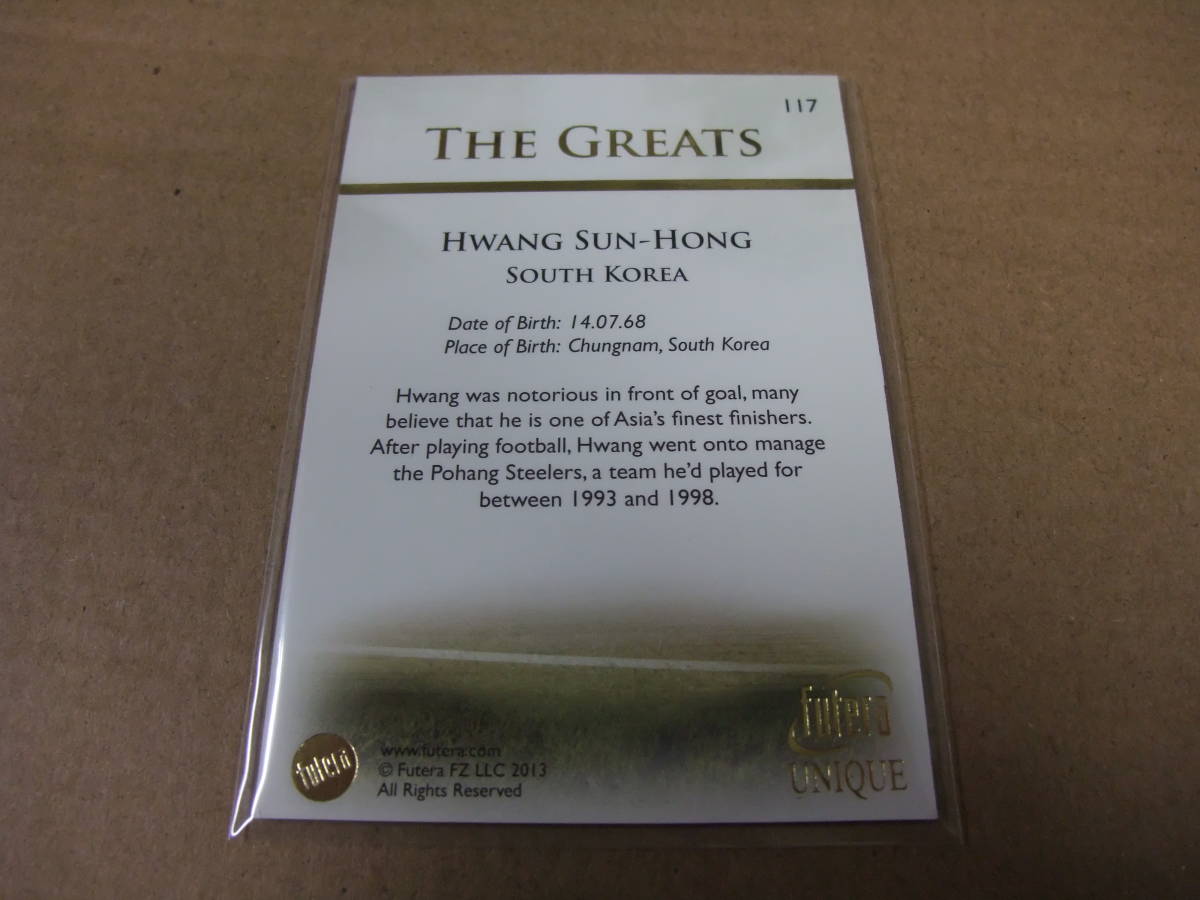 117
THE GREATS
HWANG SUN-HONG
SOUTH KOREA
Date of Birth: 14.07.68
Place of Birth: Chungnam, South Korea
Hwang was notorious in front of goal, many
believe that he is one of Asia's finest finishers.
After playing football, Hwang went onto manage
the Pohang Steelers, a team he'd played for
between 1993 and 1998.
futera
www.futera.com
© Futera FZ LLC 2013
All Rights Reserved
futera
UNIQUE